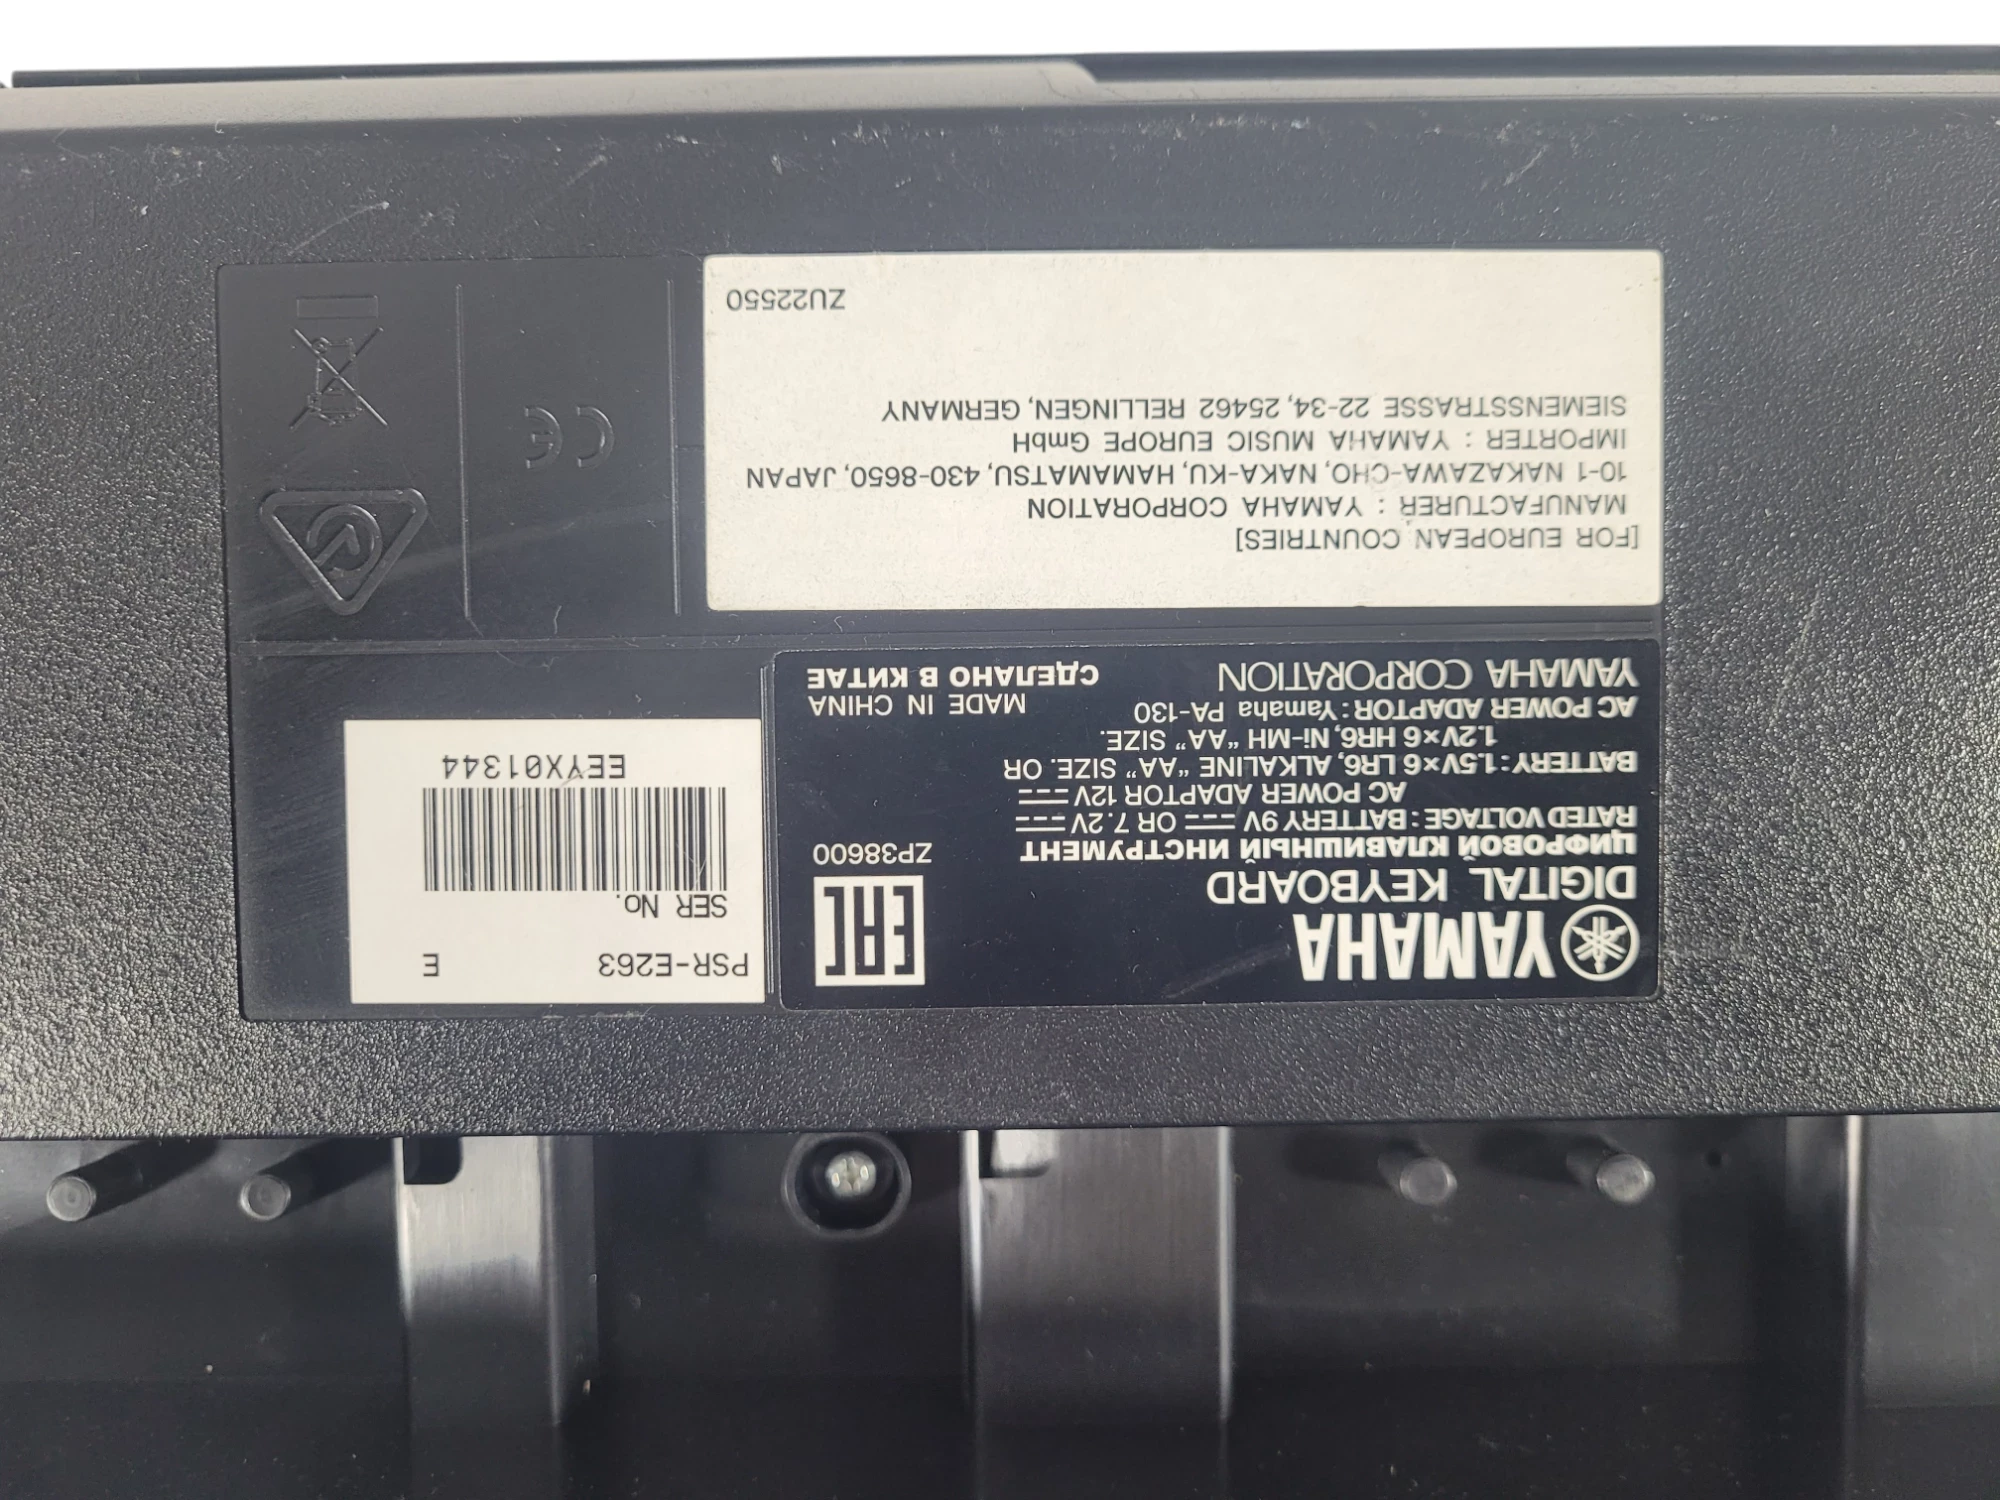 YAMAHA
DIGITAL KEYBOARD
ЦИФРОВОЙ КЛАВИШНЫЙ ИНСТРУМЕНТ
RATED VOLTAGE : BATTERY 9V ⎓ OR 7.2V ⎓
AC POWER ADAPTOR 12V ⎓
BATTERY : 1.5V×6 LR6, ALKALINE “AA” SIZE. OR
1.2V×6 HR6, Ni-MH “AA” SIZE.
AC POWER ADAPTOR : Yamaha PA-130
YAMAHA CORPORATION
EAC
ZP38600
MADE IN CHINA
СДЕЛАНО В КИТАЕ
PSR-E263 E
SER No.
EEYX01344
[FOR EUROPEAN COUNTRIES]
MANUFACTURER : YAMAHA CORPORATION
10-1 NAKAZAWA-CHO, NAKA-KU, HAMAMATSU, 430-8650, JAPAN
IMPORTER : YAMAHA MUSIC EUROPE GmbH
SIEMENSSTRASSE 22-34, 25462 RELLINGEN, GERMANY
ZU22550
CE